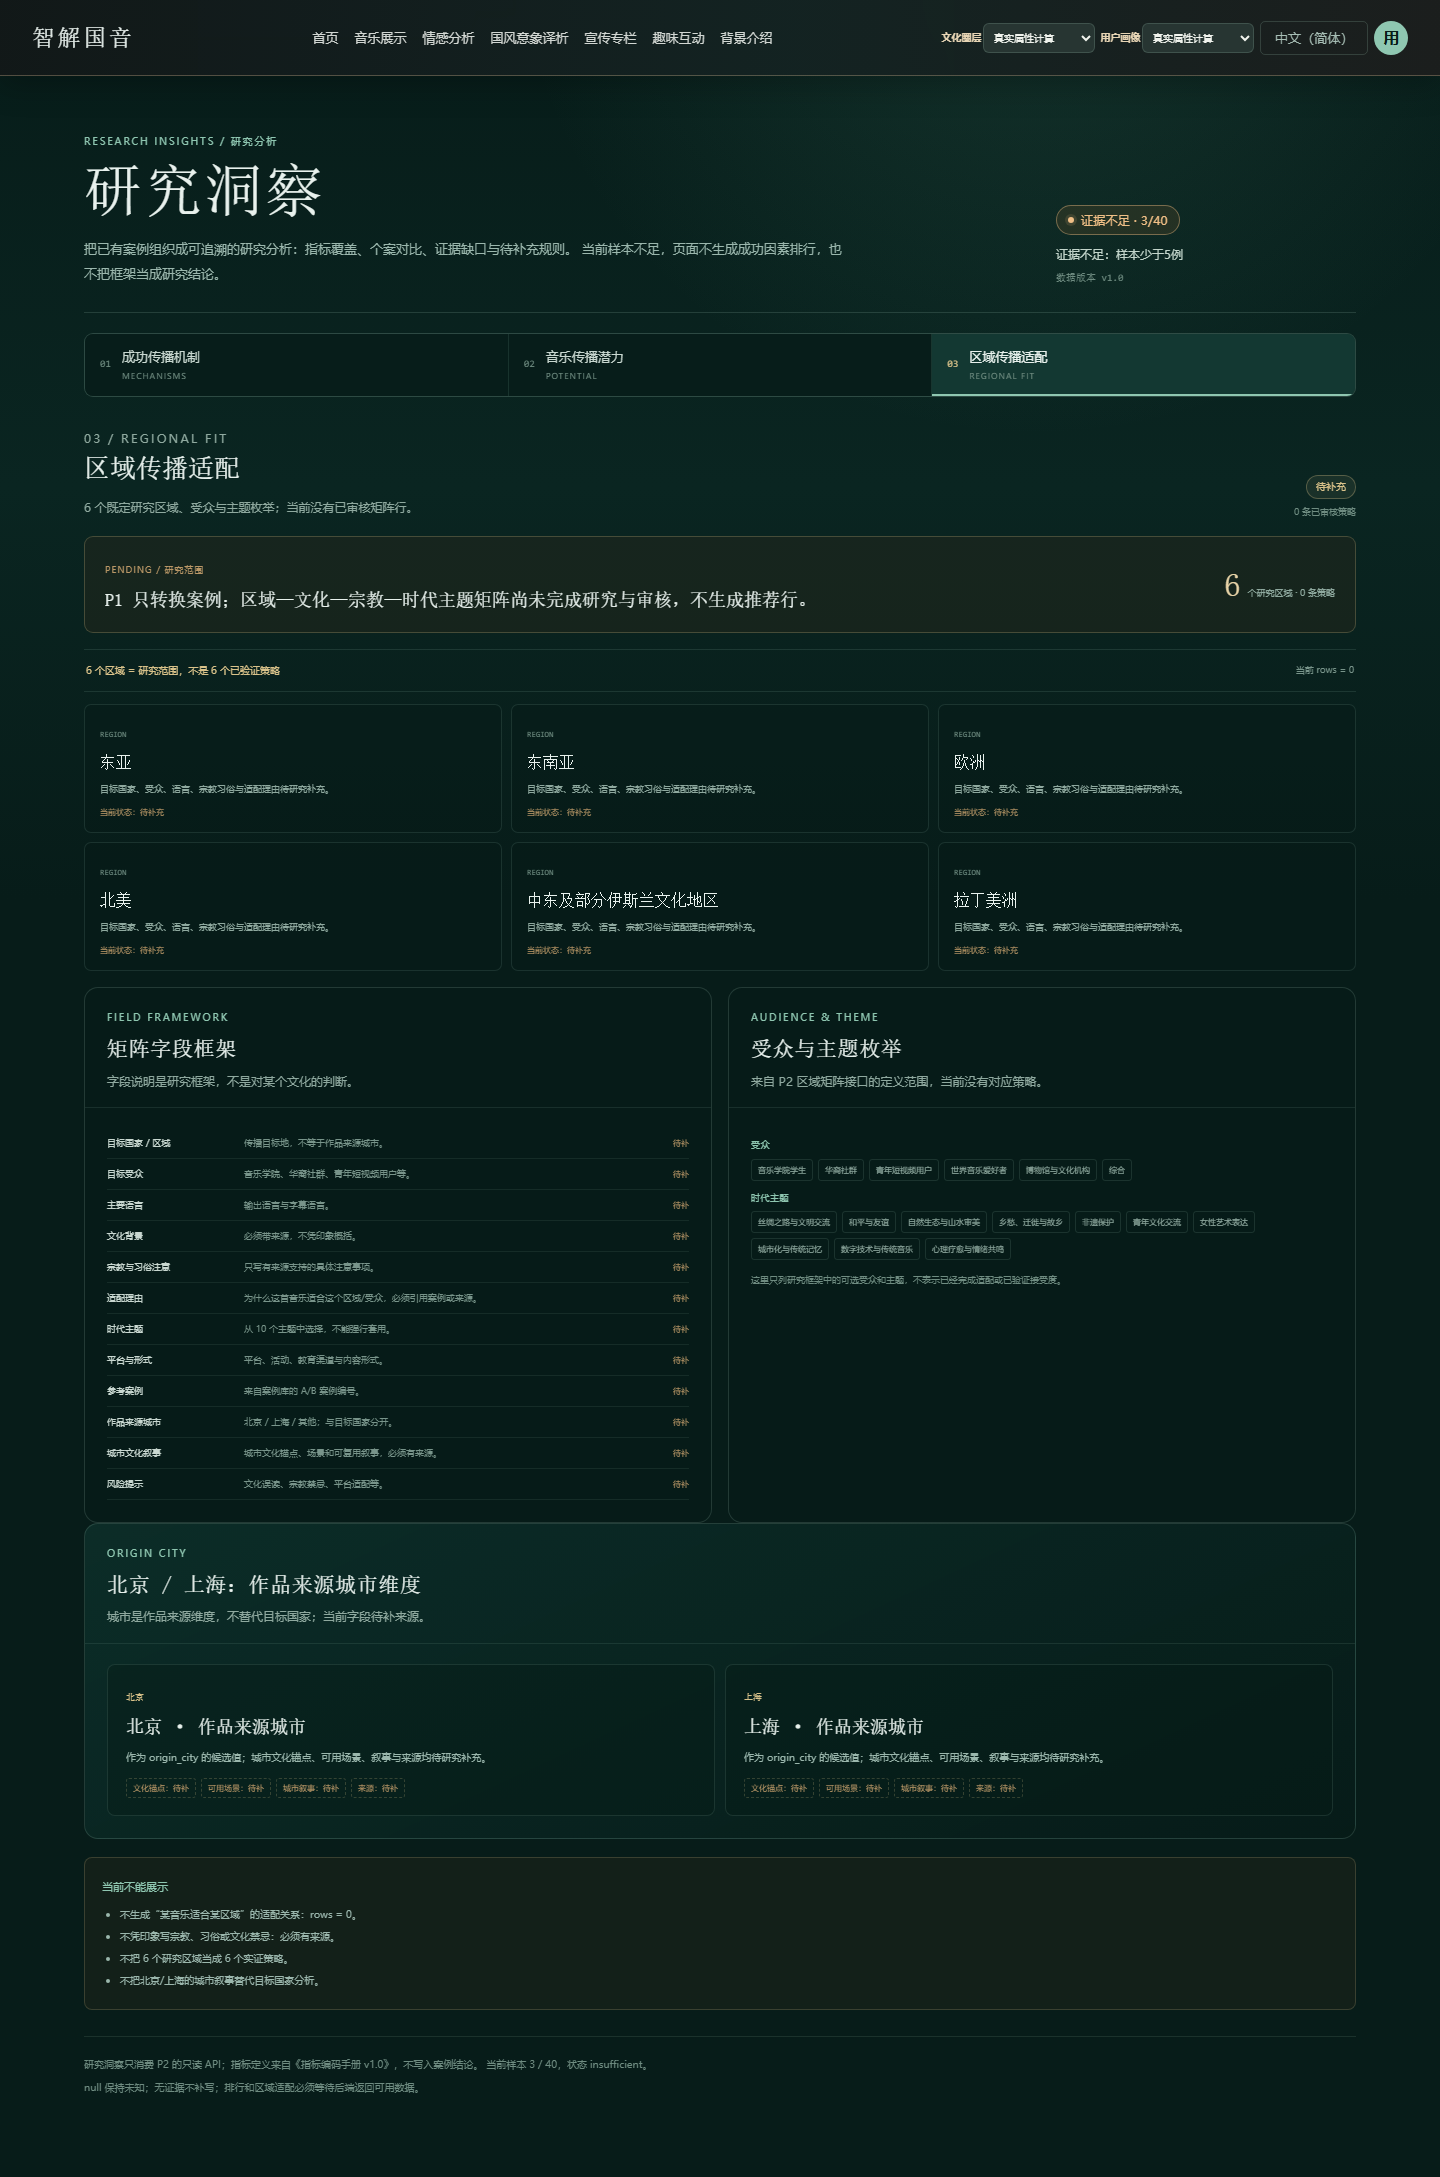 智解国音
首页 音乐展示 情感分析 国风意象译析 宣传专栏 趣味互动 背景介绍
文化圈层 真实属性计算 用户画像 真实属性计算 中文（简体） 用
RESEARCH INSIGHTS / 研究分析
研究洞察
把已有案例组织成可追溯的研究分析：指标覆盖、个案对比、证据缺口与待补充规则。 当前样本不足，页面不生成成功因素排行，也
不把框架当成研究结论。
证据不足 · 3/40
证据不足：样本少于5例
数据版本 v1.0
01 成功传播机制
MECHANISMS
02 音乐传播潜力
POTENTIAL
03 区域传播适配
REGIONAL FIT
03 / REGIONAL FIT
区域传播适配
6 个既定研究区域、受众与主题枚举；当前没有已审核矩阵行。
待补充
0 条已审核策略
PENDING / 研究范围
P1 只转换案例；区域—文化—宗教—时代主题矩阵尚未完成研究与审核，不生成推荐行。
6 个研究区域 · 0 条策略
6 个区域 = 研究范围，不是 6 个已验证策略
当前 rows = 0
REGION
东亚
目标国家、受众、语言、宗教习俗与适配理由待研究补充。
当前状态：待补充
REGION
东南亚
目标国家、受众、语言、宗教习俗与适配理由待研究补充。
当前状态：待补充
REGION
欧洲
目标国家、受众、语言、宗教习俗与适配理由待研究补充。
当前状态：待补充
REGION
北美
目标国家、受众、语言、宗教习俗与适配理由待研究补充。
当前状态：待补充
REGION
中东及部分伊斯兰文化地区
目标国家、受众、语言、宗教习俗与适配理由待研究补充。
当前状态：待补充
REGION
拉丁美洲
目标国家、受众、语言、宗教习俗与适配理由待研究补充。
当前状态：待补充
FIELD FRAMEWORK
矩阵字段框架
字段说明是研究框架，不是对某个文化的判断。
目标国家 / 区域 传播目标地，不等于作品来源城市。 待补
目标受众 音乐学院、华裔社群、青年短视频用户等。 待补
主要语言 输出语言与字幕语言。 待补
文化背景 必须带来源，不凭印象概括。 待补
宗教与习俗注意 只写有来源支持的具体注意事项。 待补
适配理由 为什么这首音乐适合这个区域/受众，必须引用案例或来源。 待补
时代主题 从 10 个主题中选择，不能强行套用。 待补
平台与形式 平台、活动、教育渠道与内容形式。 待补
参考案例 来自案例库的 A/B 案例编号。 待补
作品来源城市 北京 / 上海 / 其他；与目标国家分开。 待补
城市文化叙事 城市文化锚点、场景和可复用叙事，必须有来源。 待补
风险提示 文化误读、宗教禁忌、平台适配等。 待补
AUDIENCE & THEME
受众与主题枚举
来自 P2 区域矩阵接口的定义范围，当前没有对应策略。
受众
音乐学院学生 华裔社群 青年短视频用户 世界音乐爱好者 博物馆与文化机构 综合
时代主题
丝绸之路与文明交流 和平与友谊 自然生态与山水审美 乡愁、迁徙与故乡 非遗保护 青年文化交流 女性艺术表达
城市化与传统记忆 数字技术与传统音乐 心理疗愈与情绪共鸣
这里只列研究框架中的可选受众和主题，不表示已经完成适配或已验证接受度。
ORIGIN CITY
北京 / 上海：作品来源城市维度
城市是作品来源维度，不替代目标国家；当前字段待补来源。
北京
北京 · 作品来源城市
作为 origin_city 的候选值；城市文化锚点、可用场景、叙事与来源均待研究补充。
文化锚点：待补 可用场景：待补 城市叙事：待补 来源：待补
上海
上海 · 作品来源城市
作为 origin_city 的候选值；城市文化锚点、可用场景、叙事与来源均待研究补充。
文化锚点：待补 可用场景：待补 城市叙事：待补 来源：待补
当前不能展示
• 不生成“某音乐适合某区域”的适配关系：rows = 0。
• 不凭印象写宗教、习俗或文化禁忌：必须有来源。
• 不把 6 个研究区域当成 6 个实证策略。
• 不把北京/上海的城市叙事替代目标国家分析。
研究洞察只消费 P2 的只读 API；指标定义来自《指标编码手册 v1.0》，不写入案例结论。 当前样本 3 / 40，状态 insufficient。
null 保持未知；无证据不补写；排行和区域适配必须等待后端返回可用数据。